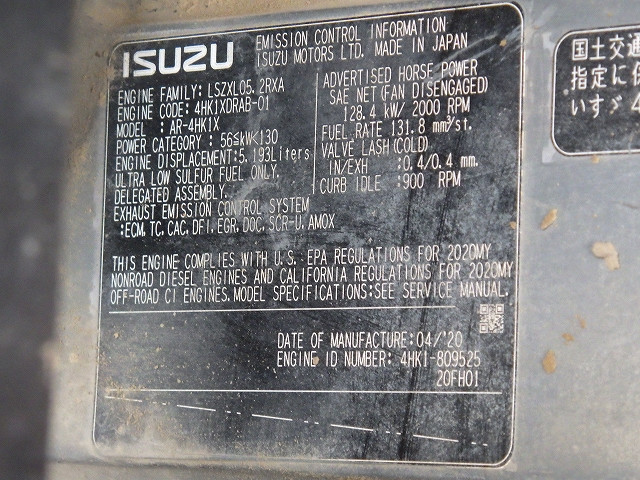 ISUZU
EMISSION CONTROL INFORMATION
ISUZU MOTORS LTD. MADE IN JAPAN
ENGINE FAMILY: LSZXL05. 2RXA
ENGINE CODE: 4HK1XDRAB-01
MODEL : AR-4HK1X
POWER CATEGORY : 56≤kW<130
ENGINE DISPLACEMENT:5.193Liters
ULTRA LOW SULFUR FUEL ONLY.
DELEGATED ASSEMBLY.
EXHAUST EMISSION CONTROL SYSTEM
:ECM, TC, CAC, DFI, EGR, DOC, SCR-U, AMOX
ADVERTISED HORSE POWER
SAE NET(FAN DISENGAGED)
128.4 kW/ 2000 RPM
FUEL RATE 131.8 mm³/st.
VALVE LASH(COLD)
IN/EXH :0.4/0.4 mm.
CURB IDLE : 900 RPM
THIS ENGINE COMPLIES WITH U.S. EPA REGULATIONS FOR 2020MY
NONROAD DIESEL ENGINES AND CALIFORNIA REGULATIONS FOR 2020MY
OFF-ROAD CI ENGINES. MODEL SPECIFICATIONS:SEE SERVICE MANUAL.
DATE OF MANUFACTURE:04/'20
ENGINE ID NUMBER: 4HK1-809525
20FH01
国土交通
指定に
いすゞ